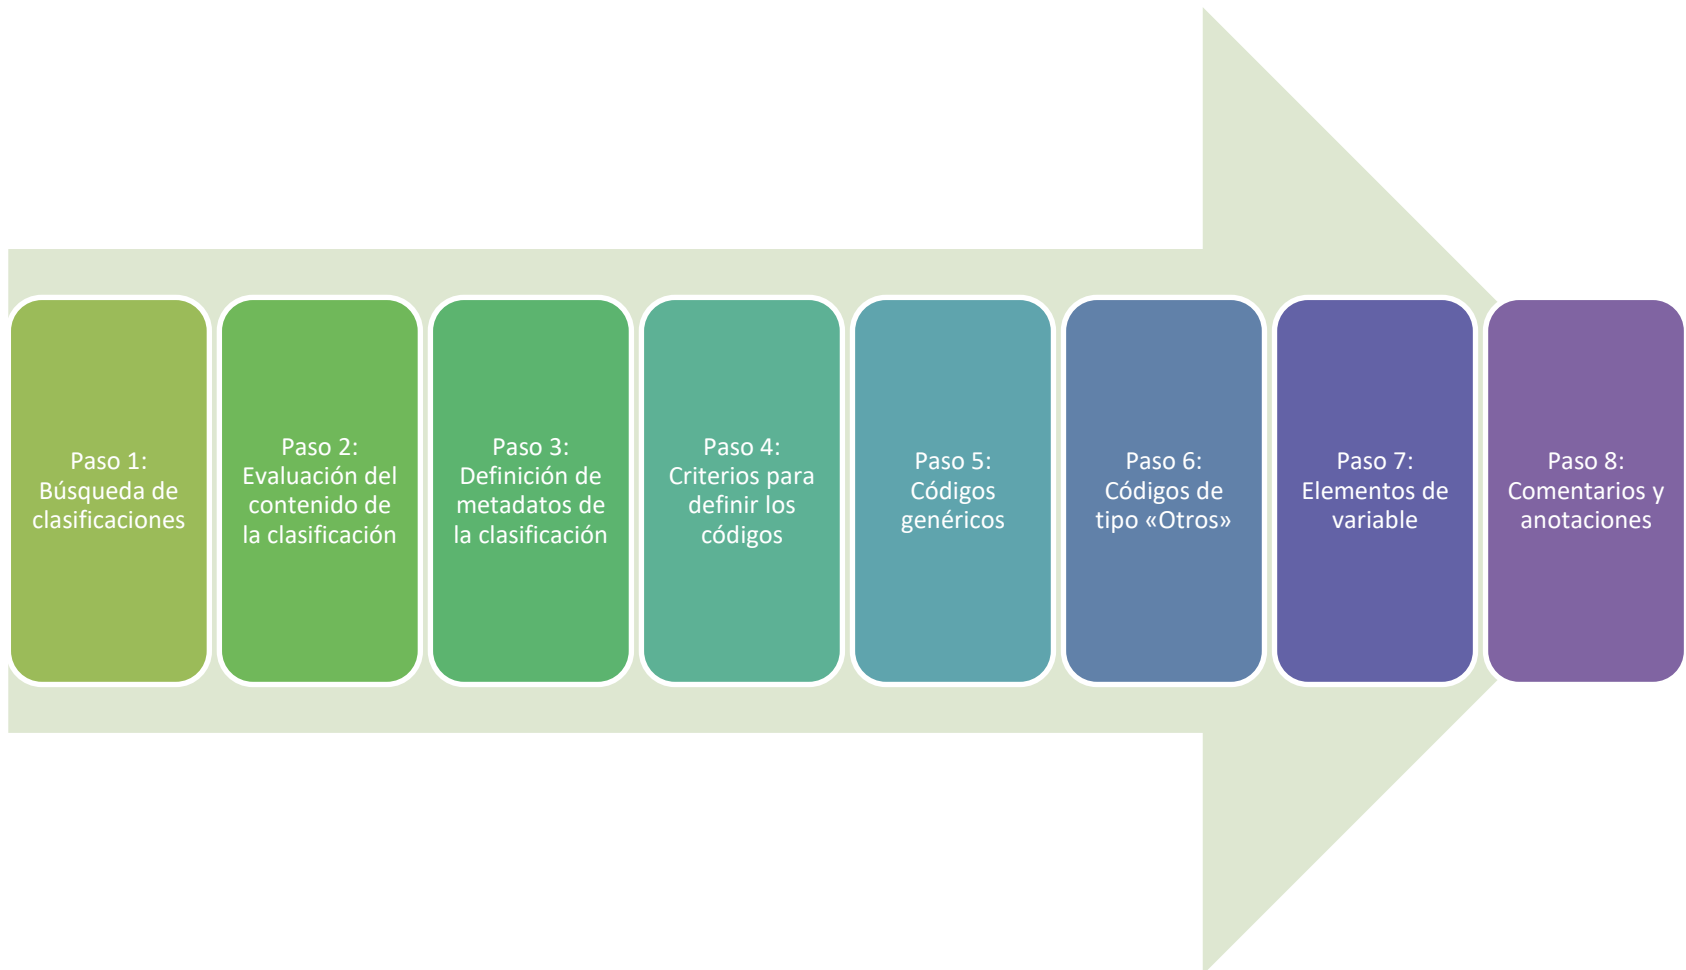 Paso 1:
Búsqueda de
clasificaciones
Paso 2:
Evaluación del
contenido de
la clasificación
Paso 3:
Definición de
metadatos de
la clasificación
Paso 4:
Criterios para
definir los
códigos
Paso 5:
Códigos
genéricos
Paso 6:
Códigos de
tipo «Otros»
Paso 7:
Elementos de
variable
Paso 8:
Comentarios y
anotaciones